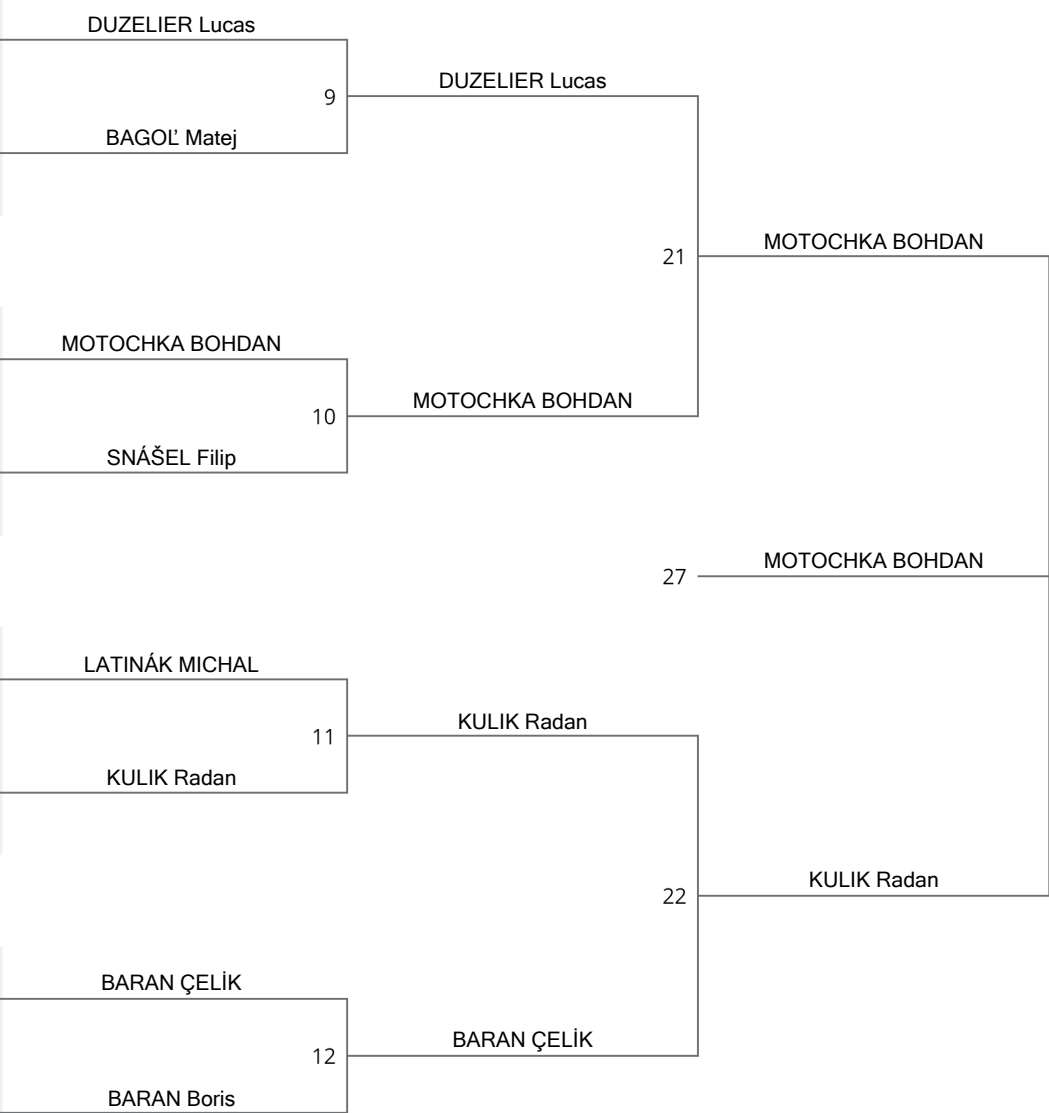 DUZELIER Lucas
DUZELIER Lucas
9
BAGOĽ Matej
MOTOCHKA BOHDAN
21
MOTOCHKA BOHDAN
MOTOCHKA BOHDAN
10
SNÁŠEL Filip
MOTOCHKA BOHDAN
27
LATINÁK MICHAL
KULIK Radan
11
KULIK Radan
KULIK Radan
22
BARAN ÇELİK
BARAN ÇELİK
12
BARAN Boris